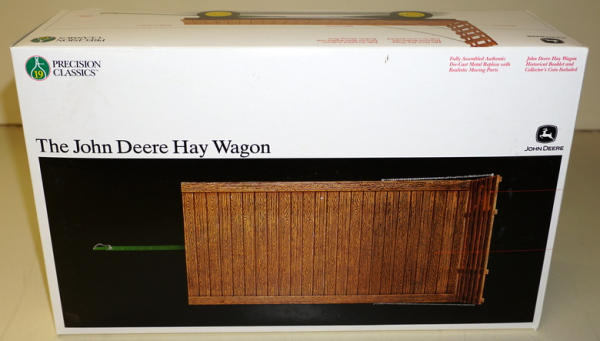 19
PRECISION
CLASSICS™
Fully Assembled Authentic
Die-Cast Metal Replica with
Realistic Moving Parts
John Deere Hay Wagon
Historical Booklet and
Collector's Coin Included
The John Deere Hay Wagon
JOHN DEERE